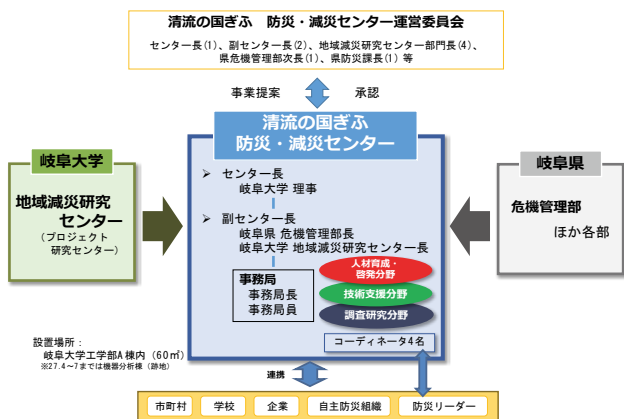 清流の国ぎふ 防災・減災センター運営委員会
センター長(1)、副センター長(2)、地域減災研究センター部門長(4)、
県危機管理部次長(1)、県防災課長(1) 等
事業提案
承認
清流の国ぎふ
防災・減災センター
岐阜大学
地域減災研究
センター
(プロジェクト
研究センター)
➢ センター長
岐阜大学 理事
➢ 副センター長
岐阜県 危機管理部長
岐阜大学 地域減災研究センター長
事務局
事務局長
事務局員
人材育成・
啓発分野
技術支援分野
調査研究分野
コーディネータ4名
岐阜県
危機管理部
ほか各部
設置場所：
岐阜大学工学部A棟内（60㎡）
※27.4~7までは機器分析棟（跡地）
連携
市町村
学校
企業
自主防災組織
防災リーダー